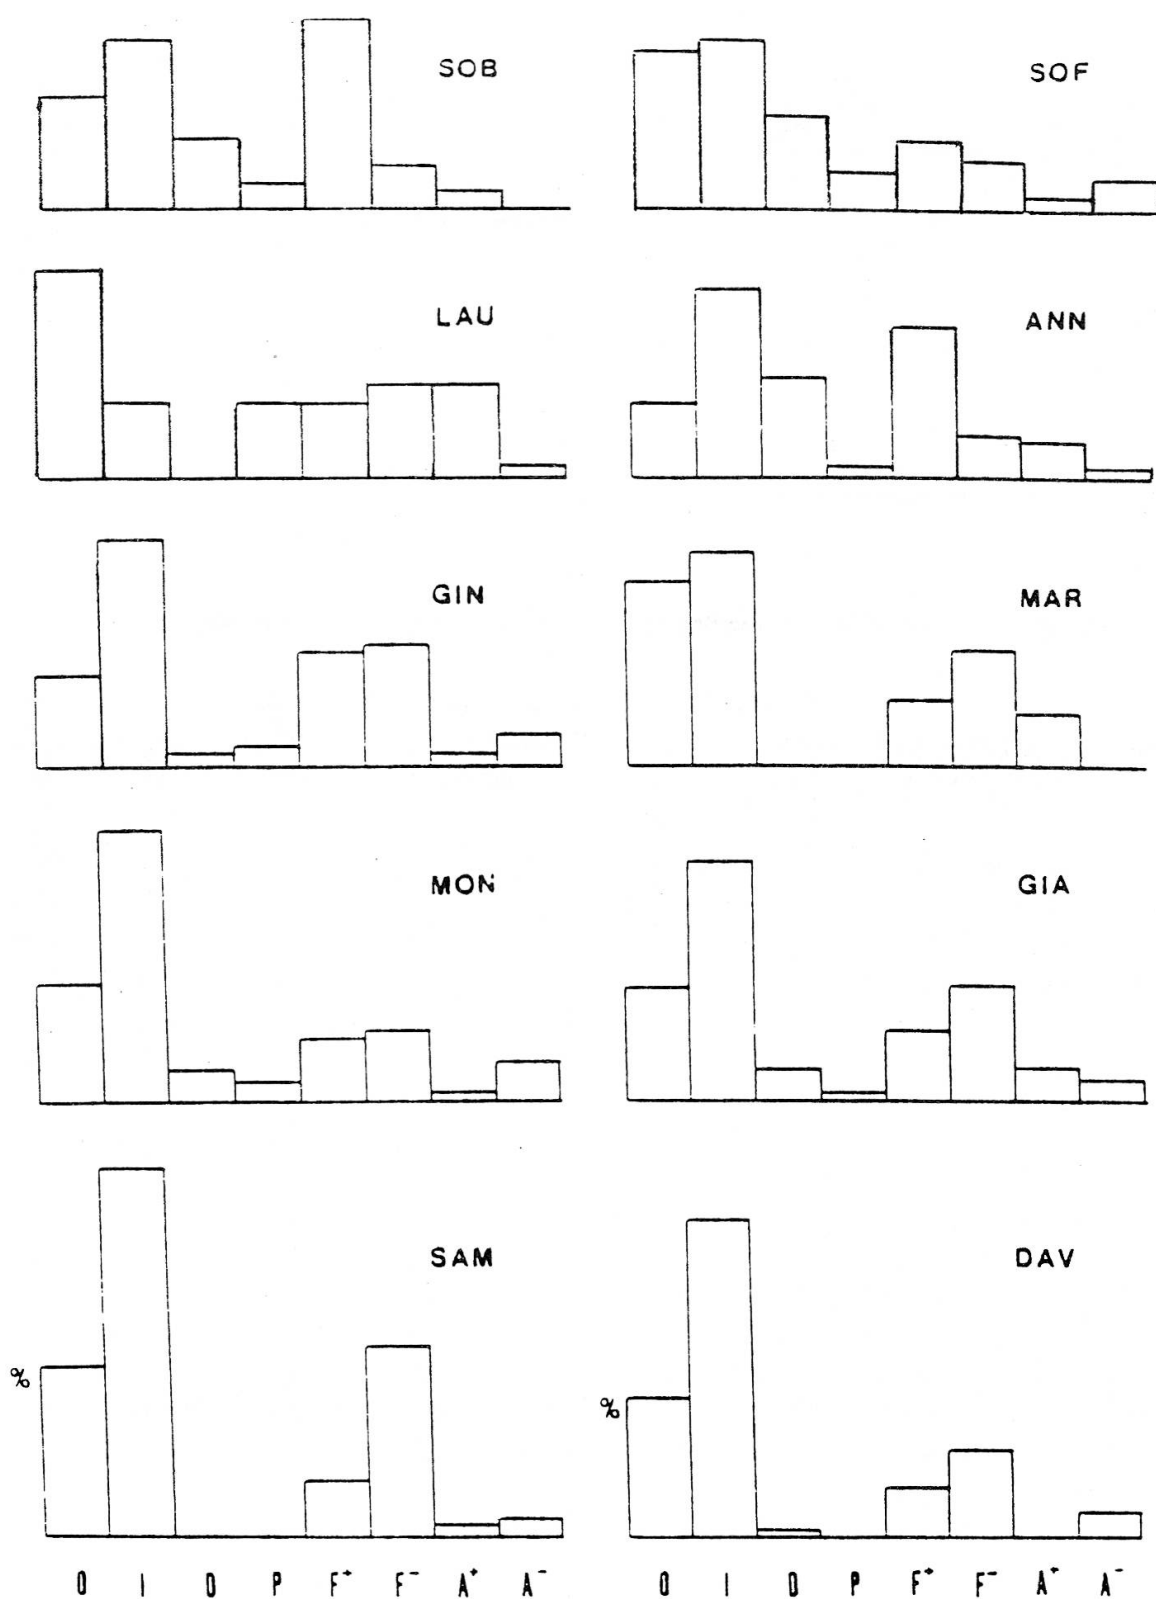 SOB SOF
LAU ANN
GIN MAR
MON GIA
SAM DAV
% %
O I D P F⁺ F⁻ A⁺ A⁻ O I D P F⁺ F⁻ A⁺ A⁻